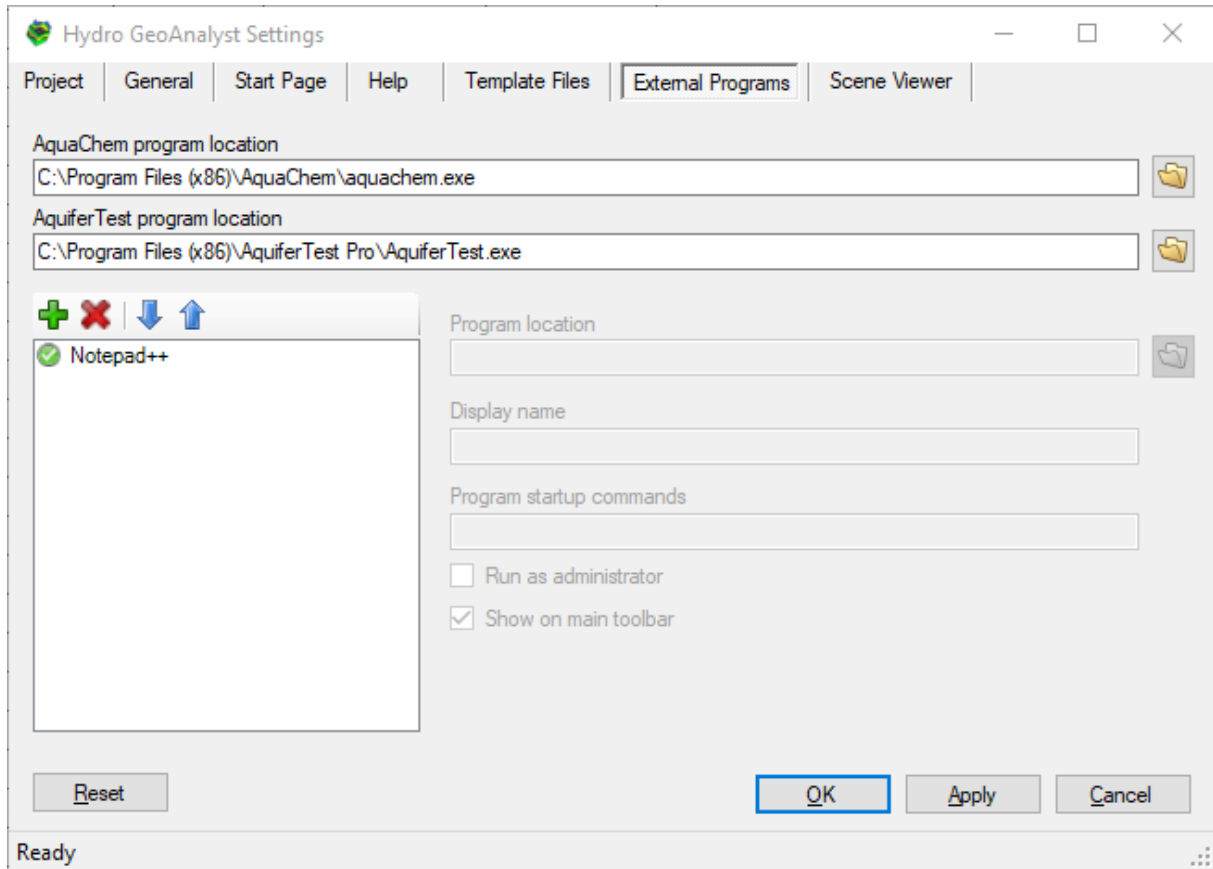 Hydro GeoAnalyst Settings
Project General Start Page Help Template Files External Programs Scene Viewer
AquaChem program location
C:\Program Files (x86)\AquaChem\aquachem.exe
AquiferTest program location
C:\Program Files (x86)\AquiferTest Pro\AquiferTest.exe
Notepad++
Program location
Display name
Program startup commands
Run as administrator
Show on main toolbar
Reset OK Apply Cancel
Ready